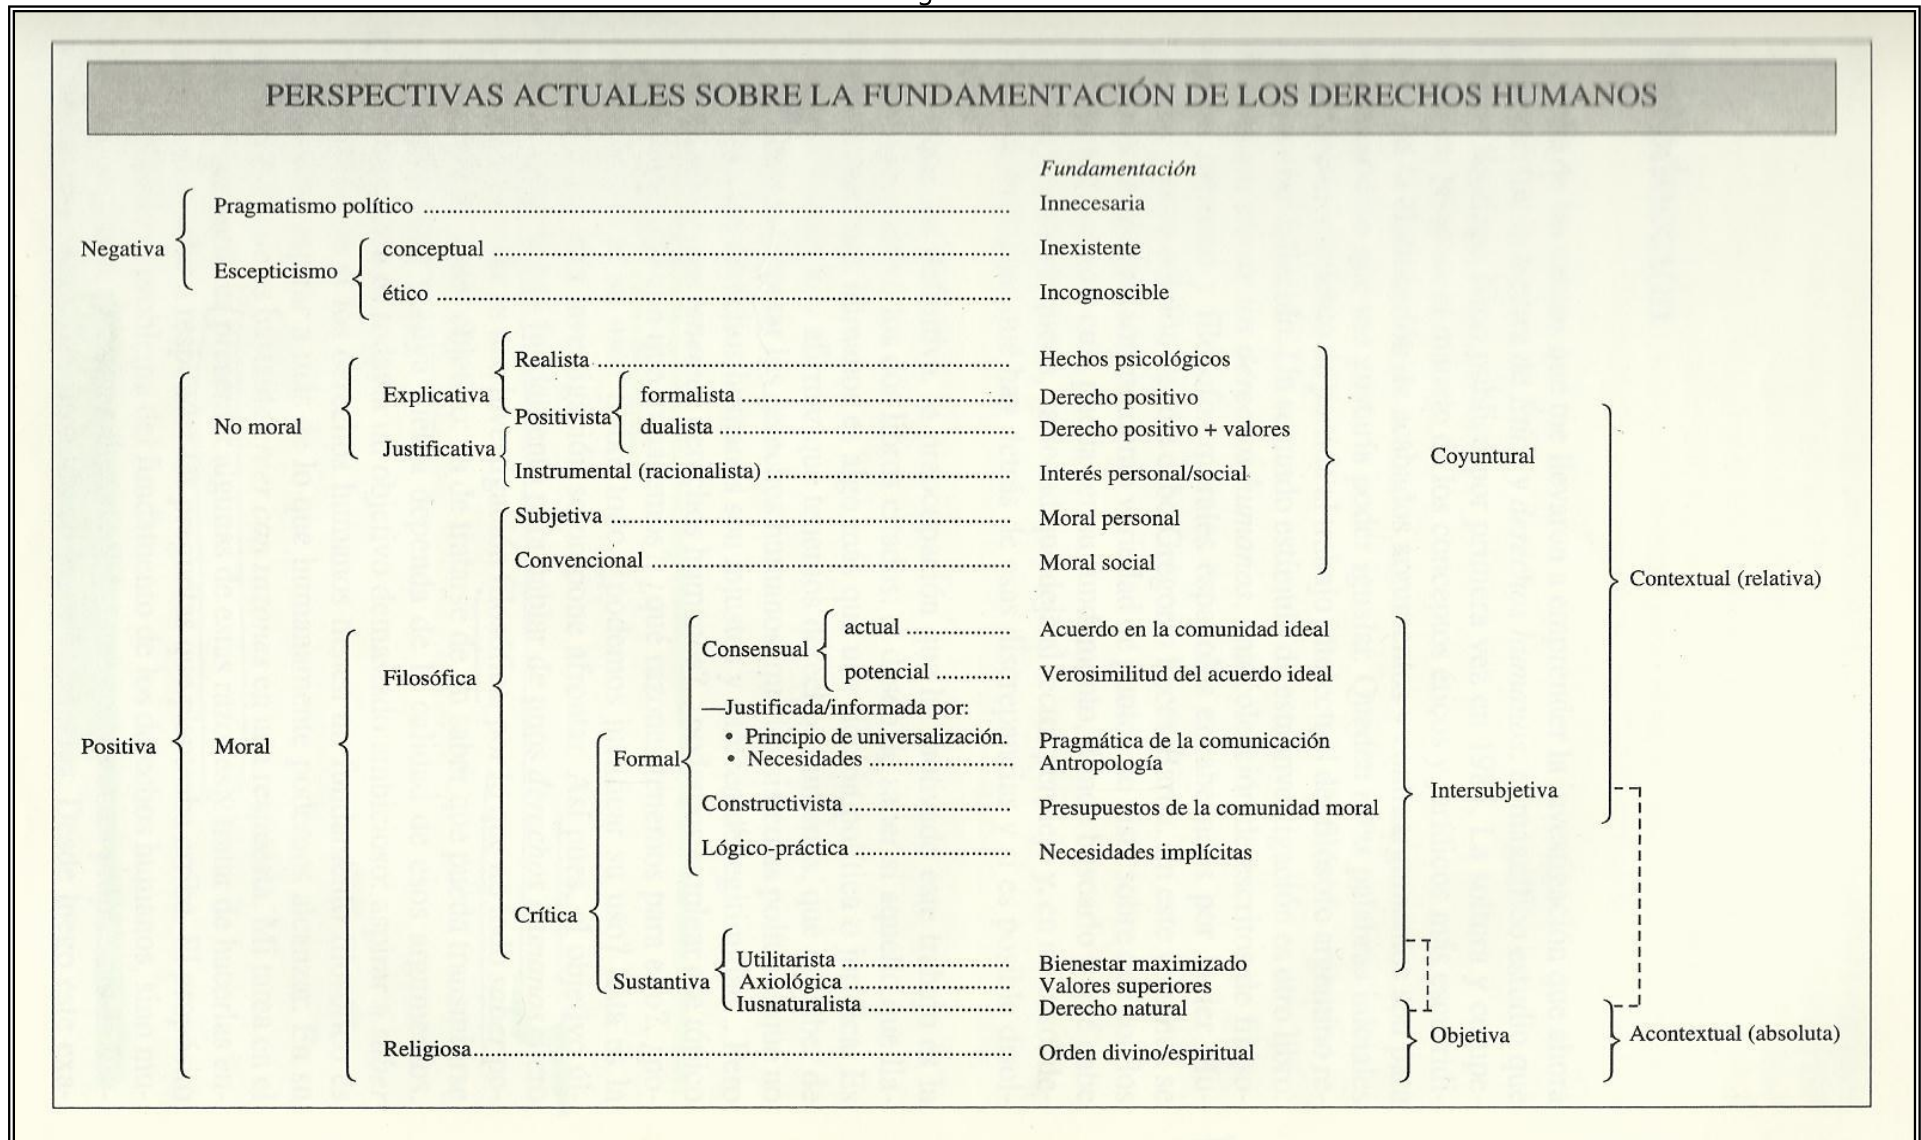 PERSPECTIVAS ACTUALES SOBRE LA FUNDAMENTACIÓN DE LOS DERECHOS HUMANOS
Fundamentación
Negativa
Pragmatismo político ........ Innecesaria
Escepticismo
conceptual ........ Inexistente
ético ........ Incognoscible
Positiva
No moral
Explicativa
Justificativa
Realista ........ Hechos psicológicos
Positivista
formalista ........ Derecho positivo
dualista ........ Derecho positivo + valores
Instrumental (racionalista) ........ Interés personal/social
Moral
Filosófica
Subjetiva ........ Moral personal
Convencional ........ Moral social
Crítica
Formal
Consensual
actual ........ Acuerdo en la comunidad ideal
potencial ........ Verosimilitud del acuerdo ideal
—Justificada/informada por:
• Principio de universalización. Pragmática de la comunicación
• Necesidades ........ Antropología
Constructivista ........ Presupuestos de la comunidad moral
Lógico-práctica ........ Necesidades implícitas
Sustantiva
Utilitarista ........ Bienestar maximizado
Axiológica ........ Valores superiores
Iusnaturalista ........ Derecho natural
Religiosa ........ Orden divino/espiritual
Coyuntural
Intersubjetiva
Objetiva
Contextual (relativa)
Acontextual (absoluta)